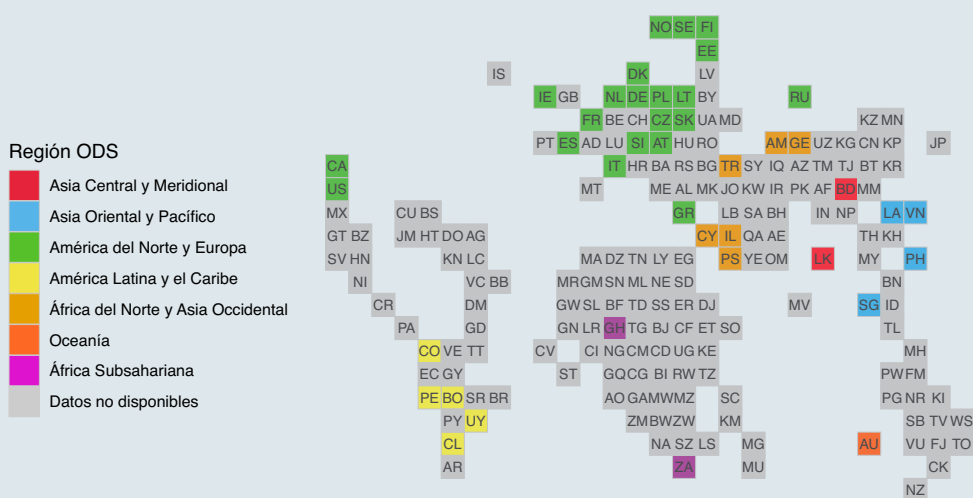 NO SE FI
EE
IS DK LV
IE GB NL DE PL LT BY RU
FR BE CH CZ SK UA MD KZ MN
PT ES AD LU SI AT HU RO AM GE UZ KG CN KP JP
Región ODS
CA IT HR BA RS BG TR SY IQ AZ TM TJ BT KR
Asia Central y Meridional
US MT ME AL MK JO KW IR PK AF BD MM
Asia Oriental y Pacífico
MX CU BS GR LB SA BH IN NP LA VN
América del Norte y Europa
GT BZ JM HT DO AG CY IL QA AE TH KH
SV HN KN LC MA DZ TN LY EG PS YE OM LK MY PH
América Latina y el Caribe
NI VC BB MR GM SN ML NE SD BN
África del Norte y Asia Occidental
CR DM GW SL BF TD SS ER DJ MV SG ID
Oceanía
PA GD GN LR GH TG BJ CF ET SO TL
CO VE TT CV CI NG CM CD UG KE MH
África Subsahariana
EC GY ST GQ CG BI RW TZ PW FM
Datos no disponibles
PE BO SR BR AO GA MW MZ SC PG NR KI
PY UY ZM BW ZW KM SB TV WS
CL NA SZ LS MG AU VU FJ TO
AR ZA MU CK
NZ